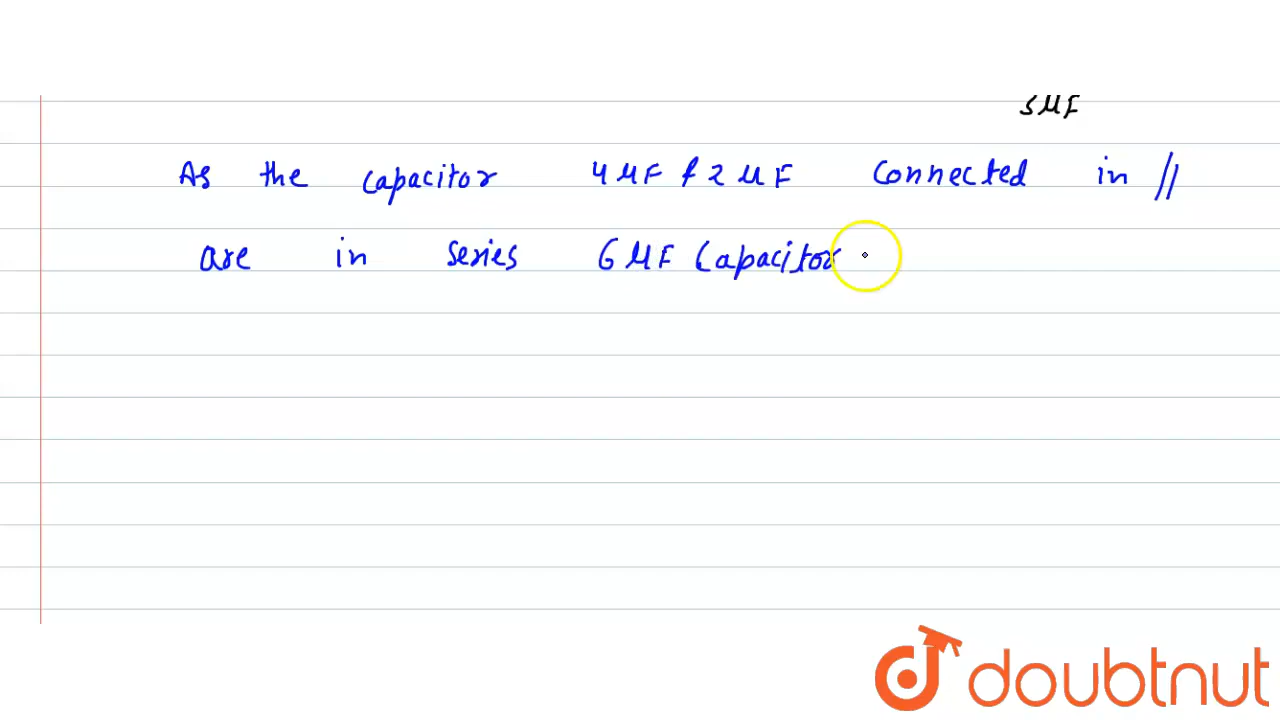 5μF
As the capacitor 4μF & 2μF connected in //
are in series 6μF Capacitor
doubtnut